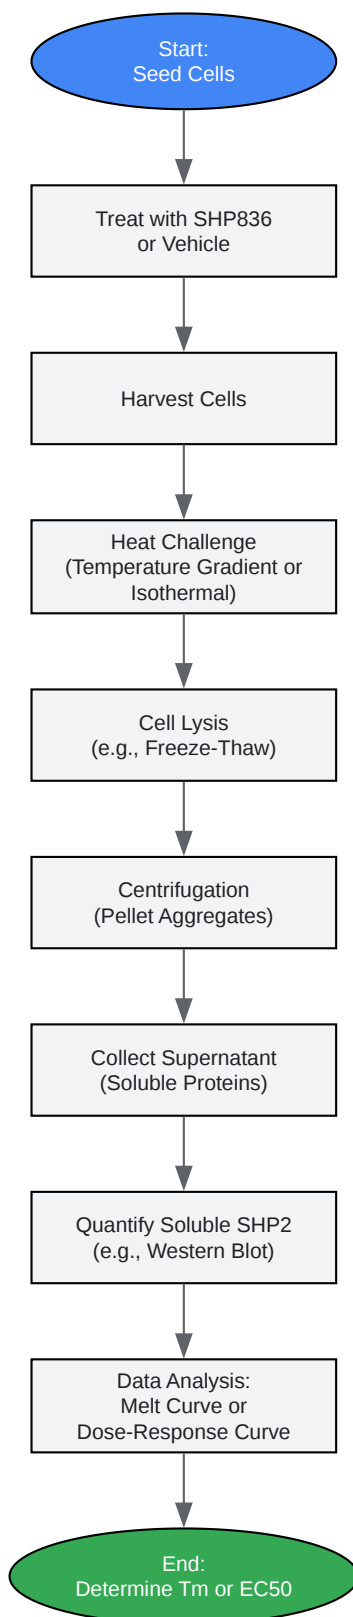 Start:
Seed Cells
Treat with SHP836
or Vehicle
Harvest Cells
Heat Challenge
(Temperature Gradient or
Isothermal)
Cell Lysis
(e.g., Freeze-Thaw)
Centrifugation
(Pellet Aggregates)
Collect Supernatant
(Soluble Proteins)
Quantify Soluble SHP2
(e.g., Western Blot)
Data Analysis:
Melt Curve or
Dose-Response Curve
End:
Determine Tm or EC50